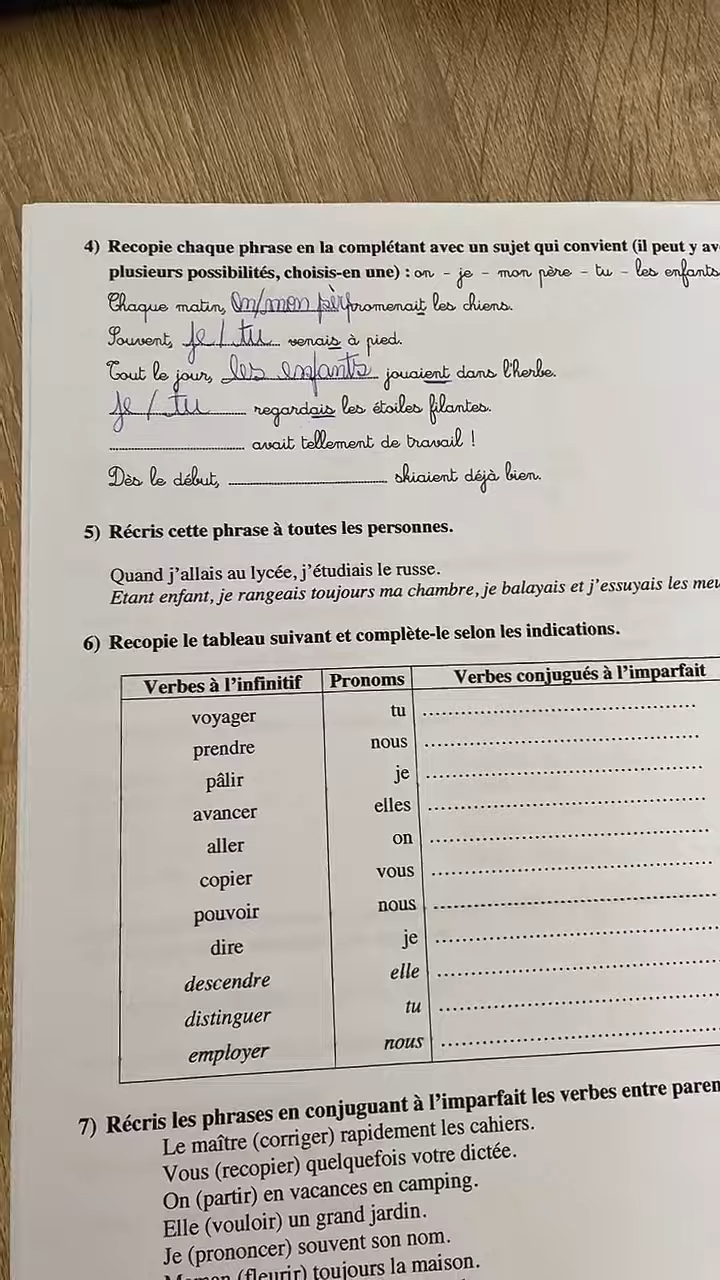 4) Recopie chaque phrase en la complétant avec un sujet qui convient (il peut y av
plusieurs possibilités, choisis-en une) : on - je - mon père - tu - les enfants
Chaque matin, on/mon père promenait les chiens.
Souvent, je / tu venais à pied.
Tout le jour, les enfants jouaient dans l'herbe.
je / tu regardais les étoiles filantes.
avait tellement de travail !
Dès le début, skiaient déjà bien.
5) Récris cette phrase à toutes les personnes.
Quand j'allais au lycée, j'étudiais le russe.
Etant enfant, je rangeais toujours ma chambre, je balayais et j'essuyais les meu
6) Recopie le tableau suivant et complète-le selon les indications.
Verbes à l'infinitif Pronoms Verbes conjugués à l'imparfait
voyager tu
prendre nous
pâlir je
avancer elles
aller on
copier vous
pouvoir nous
dire je
descendre elle
distinguer tu
employer nous
7) Récris les phrases en conjuguant à l'imparfait les verbes entre paren
Le maître (corriger) rapidement les cahiers.
Vous (recopier) quelquefois votre dictée.
On (partir) en vacances en camping.
Elle (vouloir) un grand jardin.
Je (prononcer) souvent son nom.
(fleurir) toujours la maison.